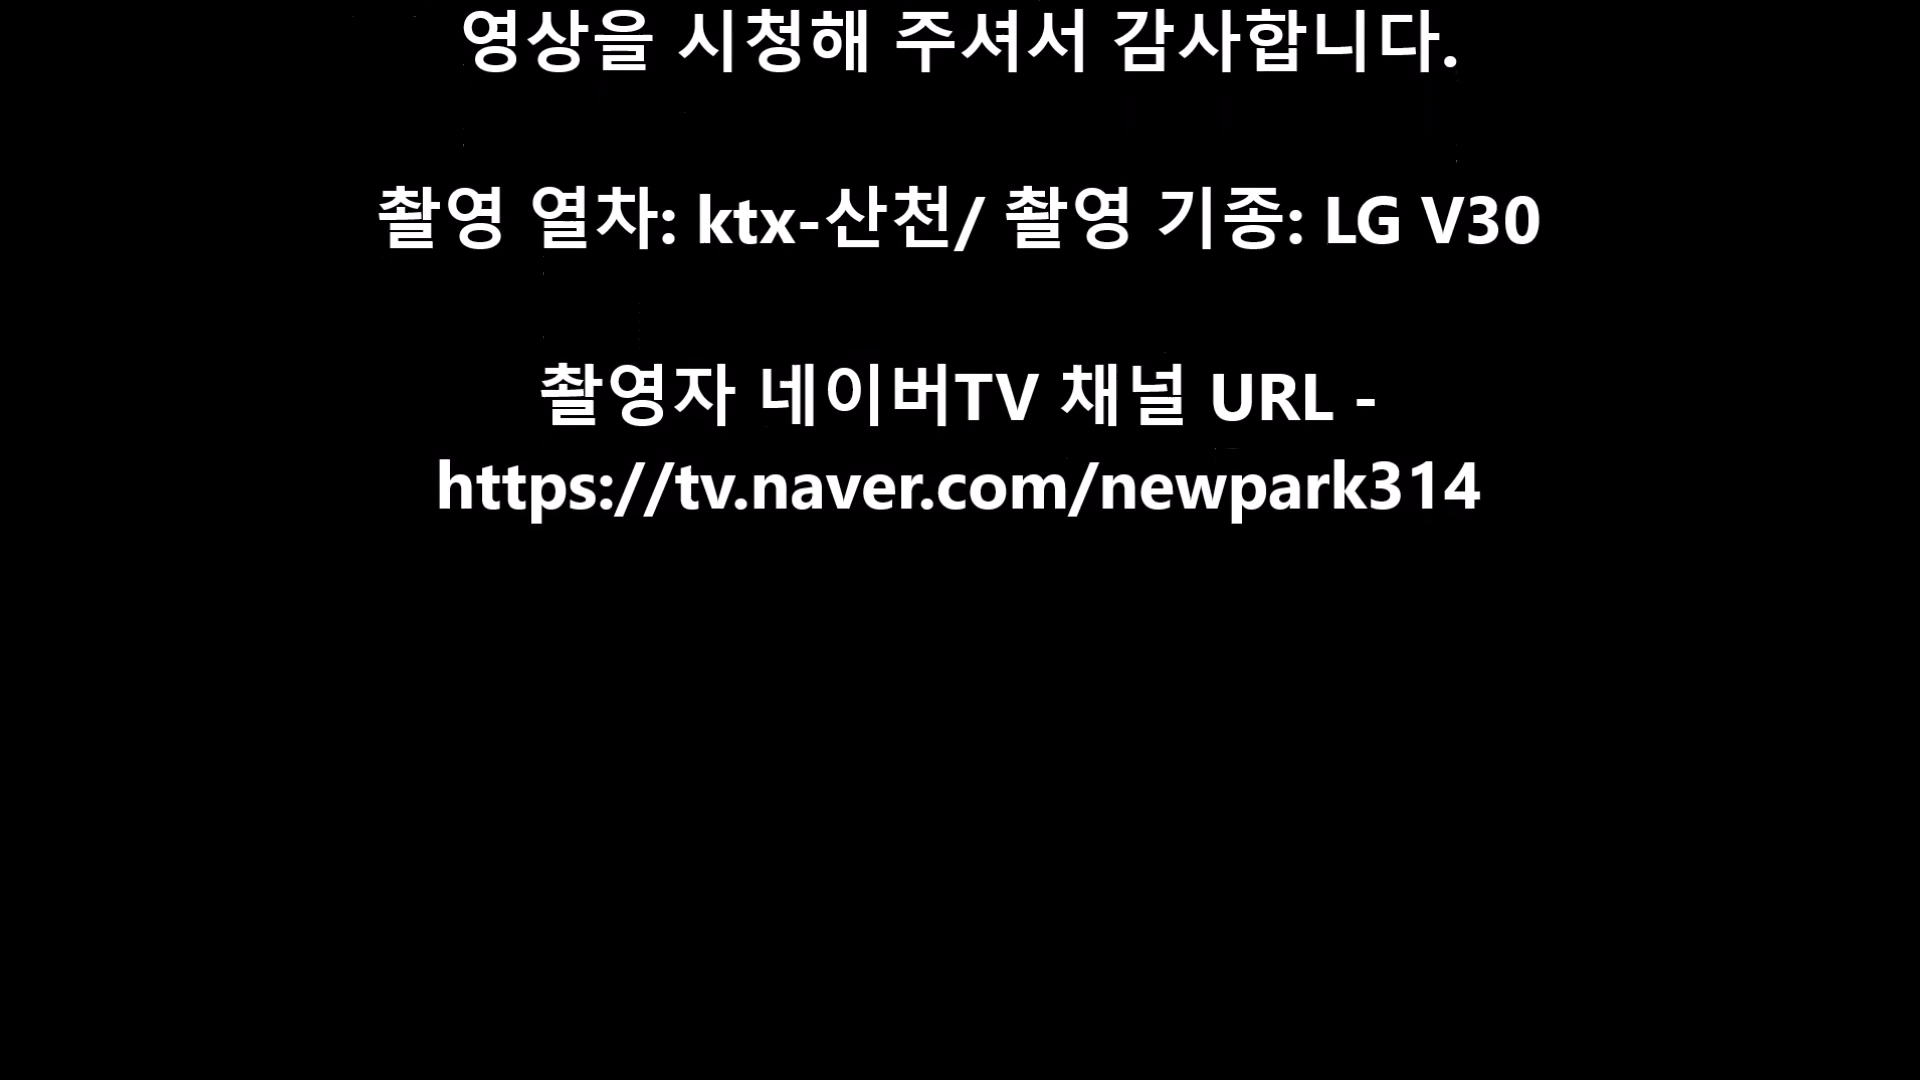 영상을 시청해 주셔서 감사합니다.
촬영 열차: ktx-산천/ 촬영 기종: LG V30
촬영자 네이버TV 채널 URL -
https://tv.naver.com/newpark314